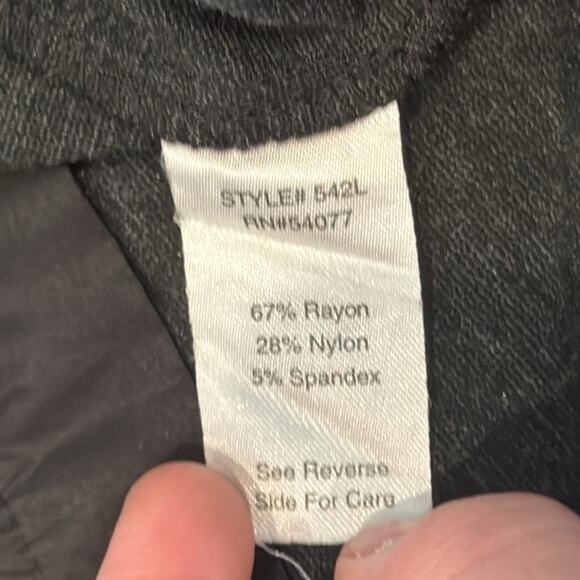 STYLE# 542L
RN#54077
67% Rayon
28% Nylon
5% Spandex
See Reverse
Side For Care